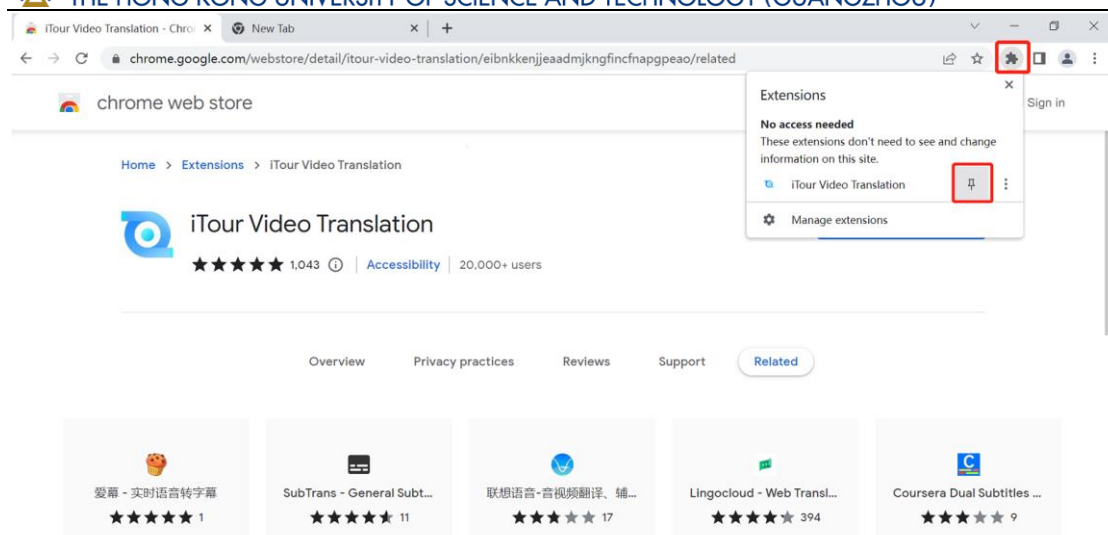 THE HONG KONG UNIVERSITY OF SCIENCE AND TECHNOLOGY (GUANGZHOU)
iTour Video Translation - Chro
New Tab
chrome.google.com/webstore/detail/itour-video-translation/eibnkkenjjeaadmjkngfincfnapgpeao/related
chrome web store
Sign in
Extensions
No access needed
These extensions don't need to see and change
information on this site.
iTour Video Translation
Manage extensions
Home > Extensions > iTour Video Translation
iTour Video Translation
1,043 Accessibility 20,000+ users
Overview Privacy practices Reviews Support Related
爱幕 - 实时语音转字幕 SubTrans - General Subt... 联想语音-音视频翻译、辅... Lingocloud - Web Transl... Coursera Dual Subtitles ...
1 11 17 394 9